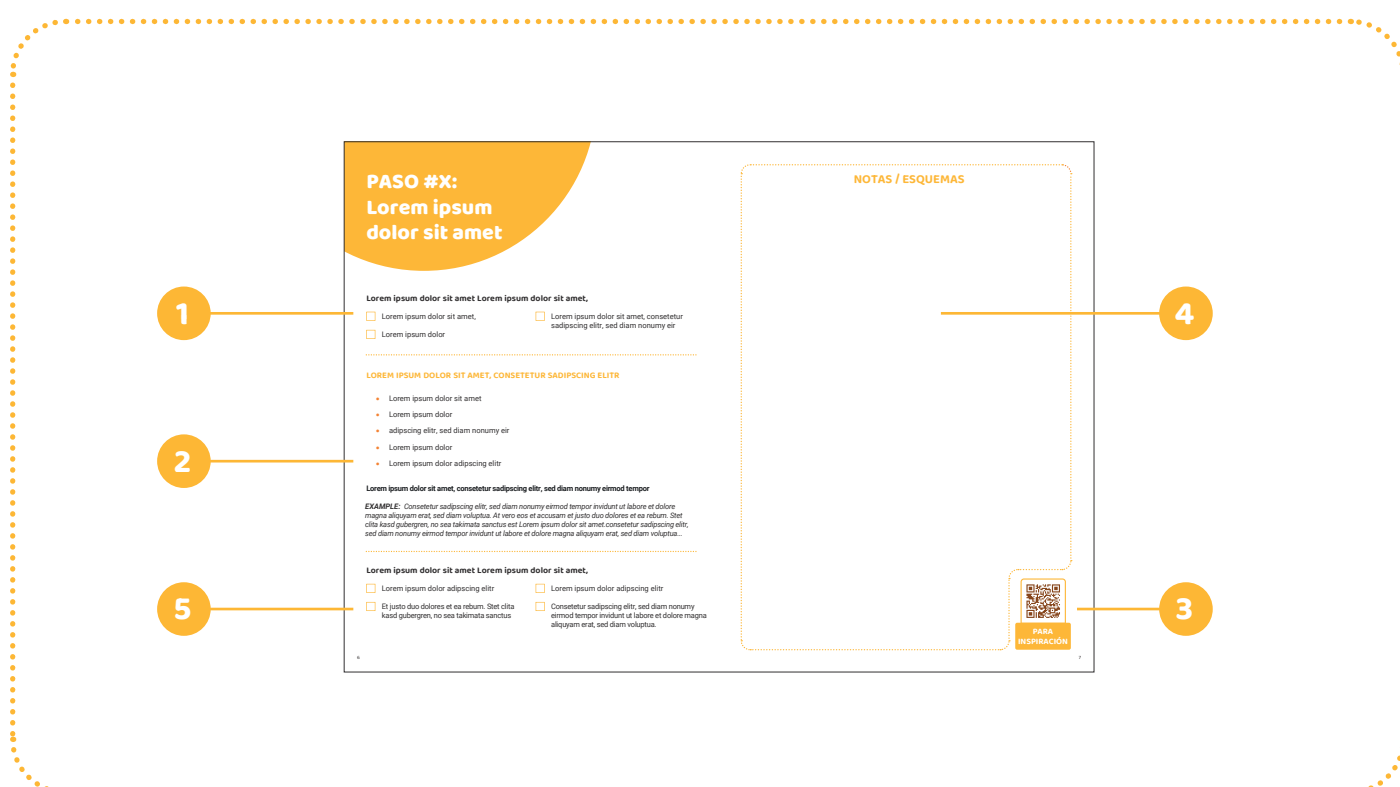 PASO #X:
Lorem ipsum
dolor sit amet
1
Lorem ipsum dolor sit amet Lorem ipsum dolor sit amet,
Lorem ipsum dolor sit amet,
Lorem ipsum dolor
Lorem ipsum dolor sit amet, consetetur
sadipscing elitr, sed diam nonumy eir
2
LOREM IPSUM DOLOR SIT AMET, CONSETETUR SADIPSCING ELITR
Lorem ipsum dolor sit amet
Lorem ipsum dolor
adipscing elitr, sed diam nonumy eir
Lorem ipsum dolor
Lorem ipsum dolor adipscing elitr
Lorem ipsum dolor sit amet, consetetur sadipscing elitr, sed diam nonumy eirmod tempor
EXAMPLE: Consetetur sadipscing elitr, sed diam nonumy eirmod tempor invidunt ut labore et dolore
magna aliquyam erat, sed diam voluptua. At vero eos et accusam et justo duo dolores et ea rebum. Stet
clita kasd gubergren, no sea takimata sanctus est Lorem ipsum dolor sit amet.consetetur sadipscing elitr,
sed diam nonumy eirmod tempor invidunt ut labore et dolore magna aliquyam erat, sed diam voluptua...
5
Lorem ipsum dolor sit amet Lorem ipsum dolor sit amet,
Lorem ipsum dolor adipscing elitr
Et justo duo dolores et ea rebum. Stet clita
kasd gubergren, no sea takimata sanctus
Lorem ipsum dolor adipscing elitr
Consetetur sadipscing elitr, sed diam nonumy
eirmod tempor invidunt ut labore et dolore magna
aliquyam erat, sed diam voluptua.
6
NOTAS / ESQUEMAS
4
3
PARA
INSPIRACIÓN
7